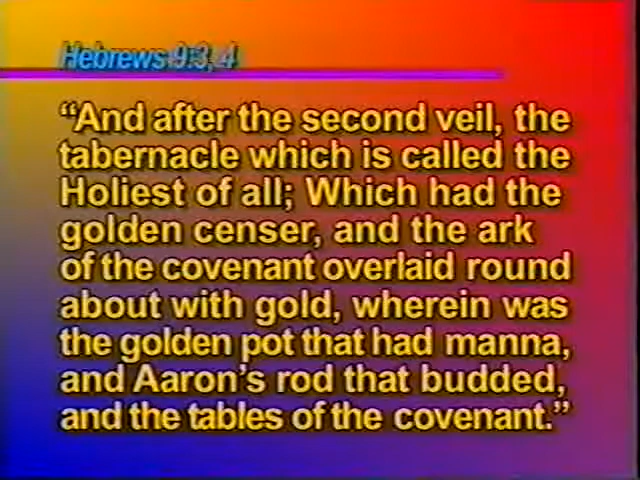 Hebrews 9:3, 4
“And after the second veil, the
tabernacle which is called the
Holiest of all; Which had the
golden censer, and the ark
of the covenant overlaid round
about with gold, wherein was
the golden pot that had manna,
and Aaron’s rod that budded,
and the tables of the covenant.”